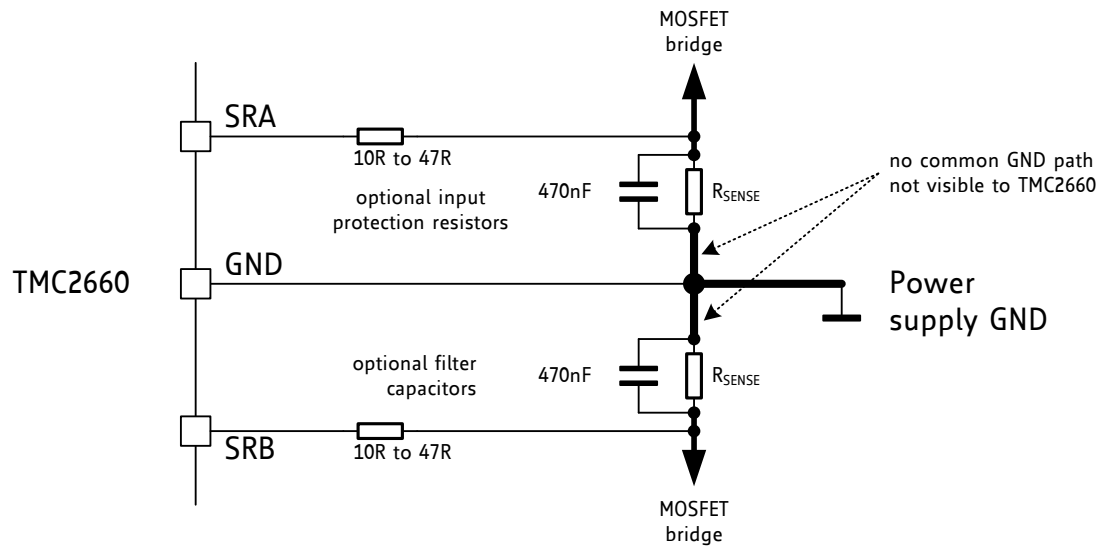 MOSFET
bridge
SRA
10R to 47R
optional input
protection resistors
470nF
RSENSE
no common GND path
not visible to TMC2660
TMC2660
GND
Power
supply GND
optional filter
capacitors
470nF
RSENSE
SRB
10R to 47R
MOSFET
bridge